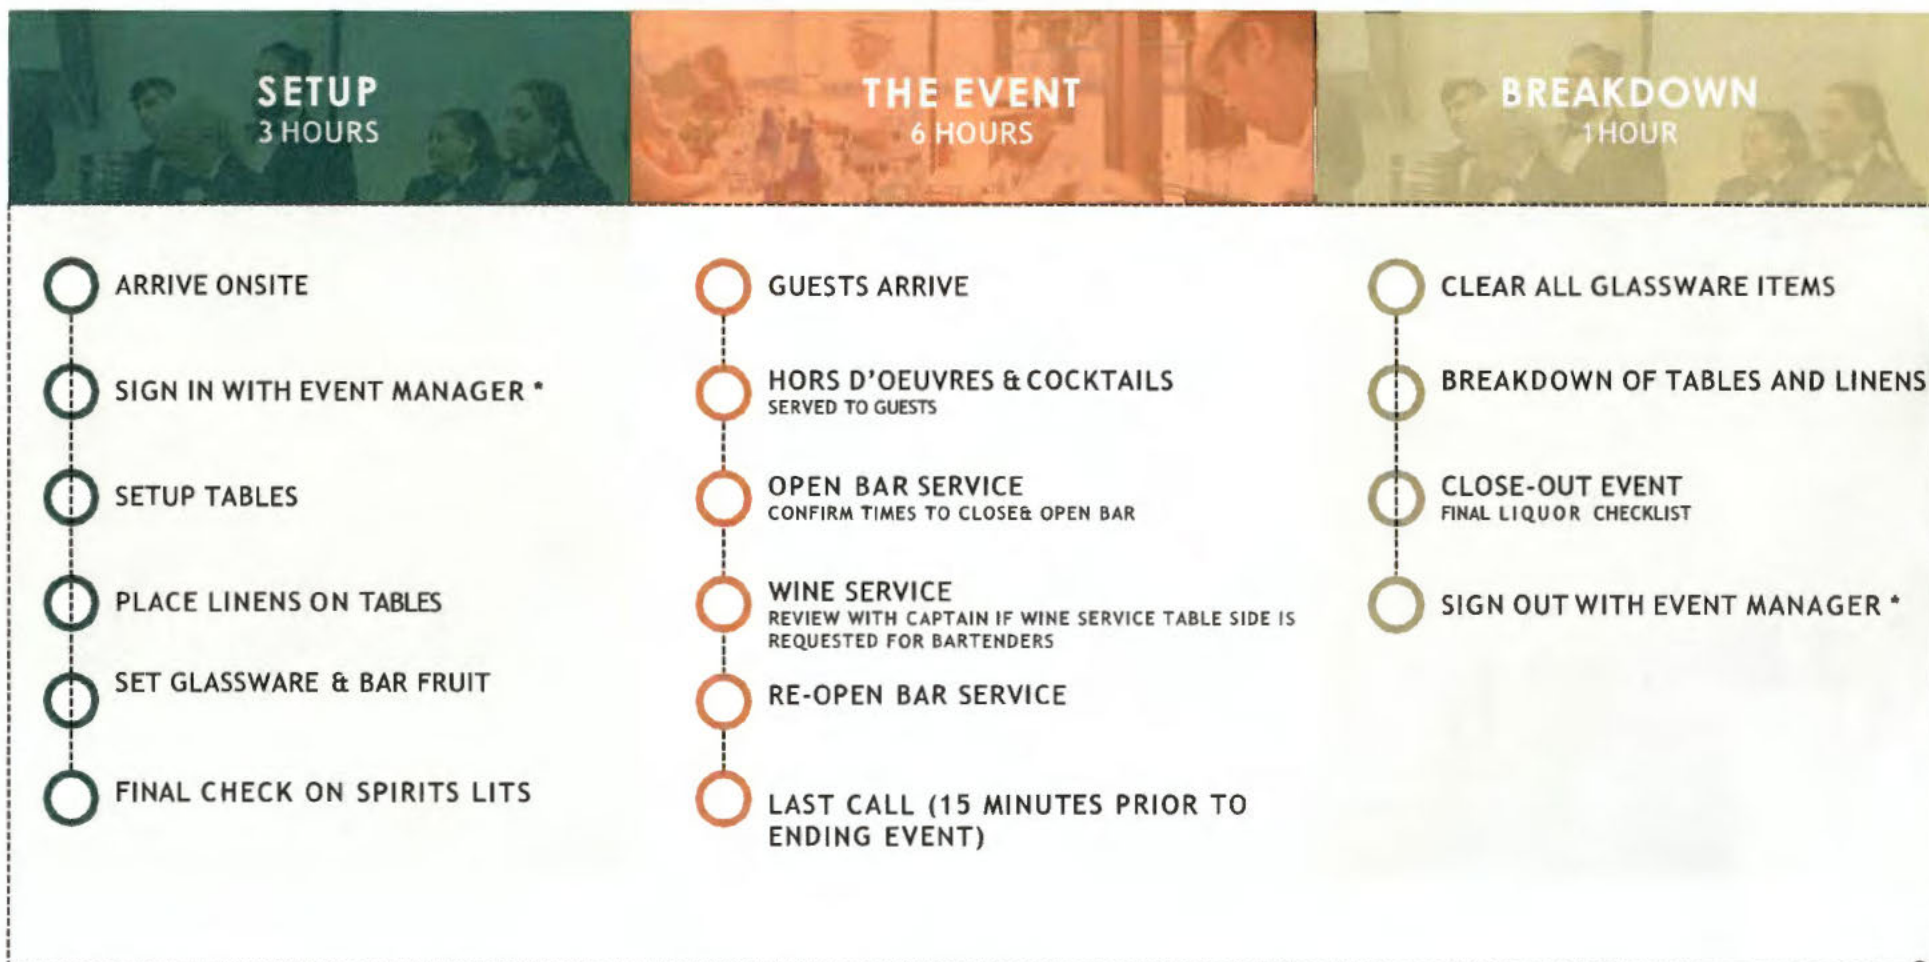 SETUP
3 HOURS
ARRIVE ONSITE
SIGN IN WITH EVENT MANAGER *
SETUP TABLES
PLACE LINENS ON TABLES
SET GLASSWARE & BAR FRUIT
FINAL CHECK ON SPIRITS LITS
THE EVENT
6 HOURS
GUESTS ARRIVE
HORS D'OEUVRES & COCKTAILS
SERVED TO GUESTS
OPEN BAR SERVICE
CONFIRM TIMES TO CLOSE& OPEN BAR
WINE SERVICE
REVIEW WITH CAPTAIN IF WINE SERVICE TABLE SIDE IS
REQUESTED FOR BARTENDERS
RE-OPEN BAR SERVICE
LAST CALL (15 MINUTES PRIOR TO
ENDING EVENT)
BREAKDOWN
1HOUR
CLEAR ALL GLASSWARE ITEMS
BREAKDOWN OF TABLES AND LINENS
CLOSE-OUT EVENT
FINAL LIQUOR CHECKLIST
SIGN OUT WITH EVENT MANAGER *